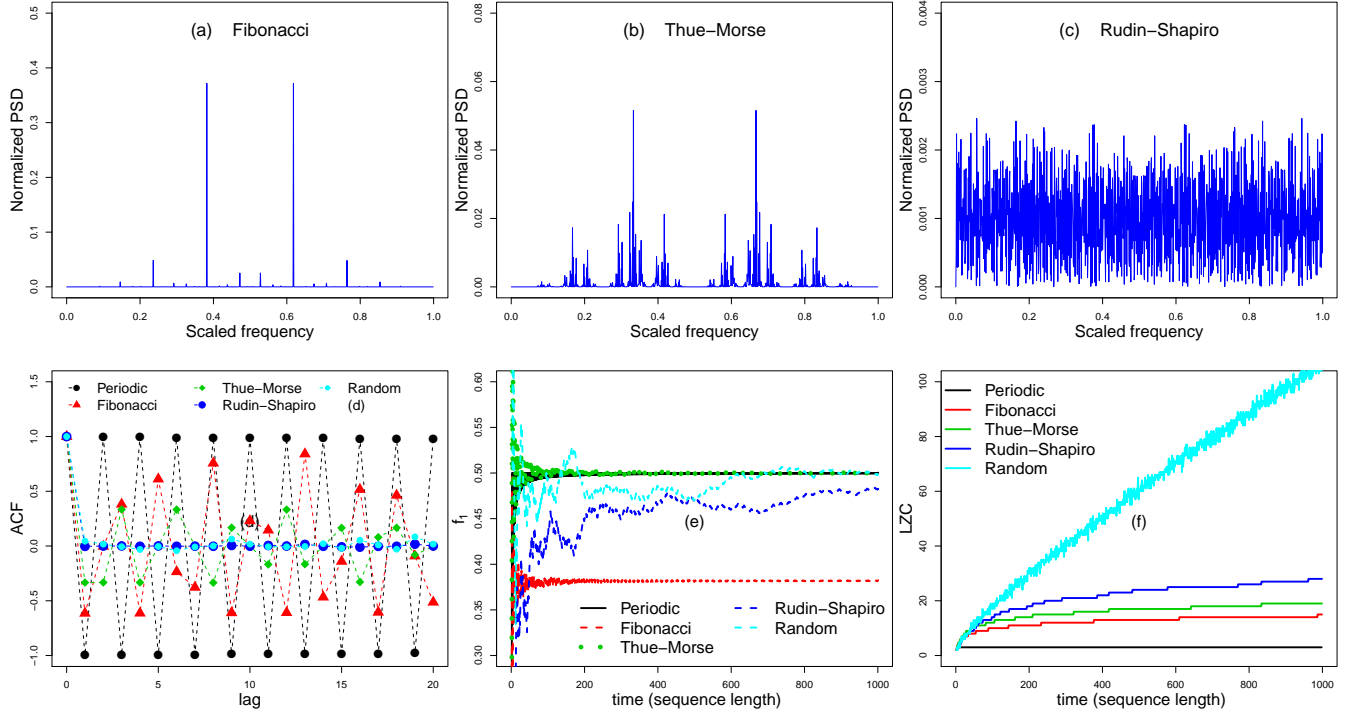 (a) Fibonacci
Normalized PSD
0.0 0.1 0.2 0.3 0.4 0.5
0.0 0.2 0.4 0.6 0.8 1.0
Scaled frequency
(b) Thue−Morse
Normalized PSD
0.00 0.02 0.04 0.06 0.08
0.0 0.2 0.4 0.6 0.8 1.0
Scaled frequency
(c) Rudin−Shapiro
Normalized PSD
0.000 0.001 0.002 0.003 0.004
0.0 0.2 0.4 0.6 0.8 1.0
Scaled frequency
Periodic Thue−Morse Random
Fibonacci Rudin−Shapiro (d)
(d)
ACF
−1.0 −0.5 0.0 0.5 1.0 1.5
0 5 10 15 20
lag
f1
0.30 0.35 0.40 0.45 0.50 0.55 0.60
(e)
Periodic Rudin−Shapiro
Fibonacci Random
Thue−Morse
0 200 400 600 800 1000
time (sequence length)
LZC
0 20 40 60 80 100
Periodic
Fibonacci
Thue−Morse
Rudin−Shapiro
Random
(f)
0 200 400 600 800 1000
time (sequence length)